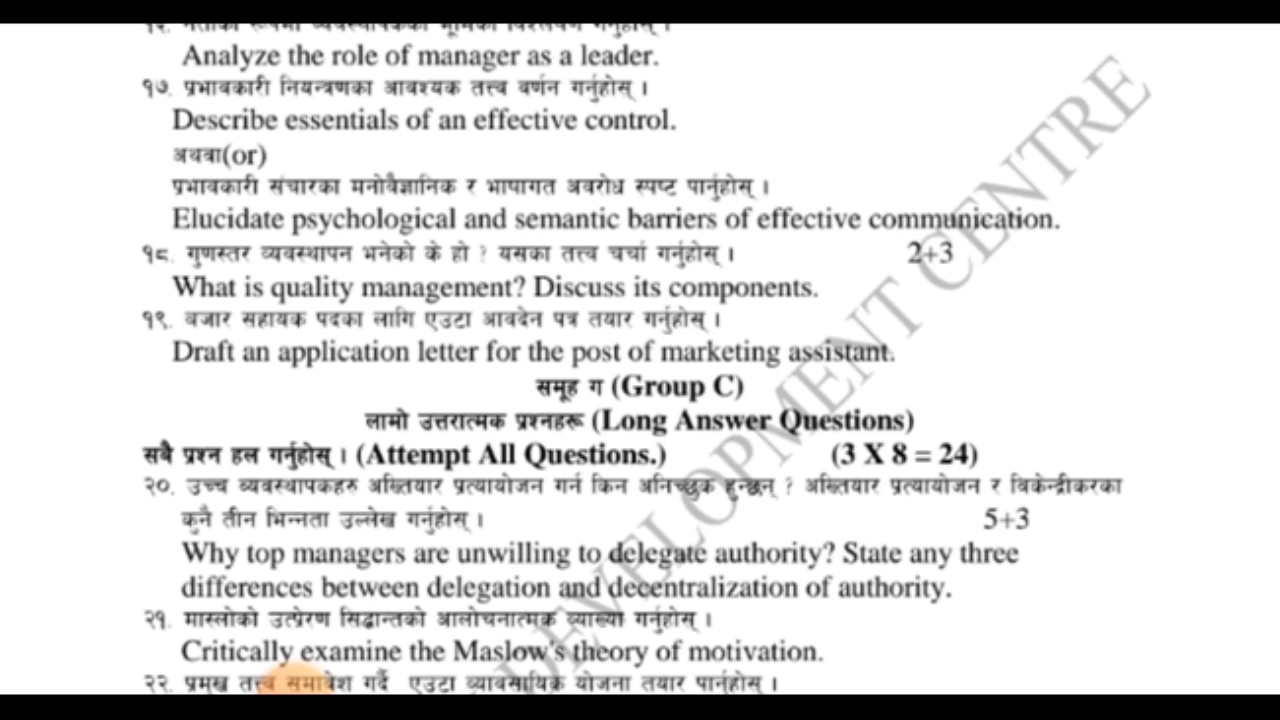 Analyze the role of manager as a leader.
१७. प्रभावकारी नियन्त्रणका आवश्यक तत्त्व वर्णन गर्नुहोस् ।
Describe essentials of an effective control.
अथवा(or)
प्रभावकारी संचारका मनोवैज्ञानिक र भाषागत अवरोध स्पष्ट पार्नुहोस् ।
Elucidate psychological and semantic barriers of effective communication.
१८. गुणस्तर व्यवस्थापन भनेको के हो ? यसका तत्त्व चर्चा गर्नुहोस् । 2+3
What is quality management? Discuss its components.
१९. बजार सहायक पदका लागि एउटा आवदेन पत्र तयार गर्नुहोस् ।
Draft an application letter for the post of marketing assistant.
समूह ग (Group C)
लामो उत्तरात्मक प्रश्नहरू (Long Answer Questions)
सबै प्रश्न हल गर्नुहोस् । (Attempt All Questions.) (3 X 8 = 24)
२०. उच्च व्यवस्थापकहरु अख्तियार प्रत्यायोजन गर्न किन अनिच्छुक हुन्छन् ? अख्तियार प्रत्यायोजन र विकेन्द्रीकरका
कुनै तीन भिन्नता उल्लेख गर्नुहोस् । 5+3
Why top managers are unwilling to delegate authority? State any three
differences between delegation and decentralization of authority.
२१. मास्लोको उत्प्रेरण सिद्धान्तको आलोचनात्मक व्याख्या गर्नुहोस् ।
Critically examine the Maslow's theory of motivation.
२२. प्रमुख तत्त्व समावेश गर्दै एउटा व्यावसायिक योजना तयार पार्नुहोस् ।
DEVELOPMENT CENTRE